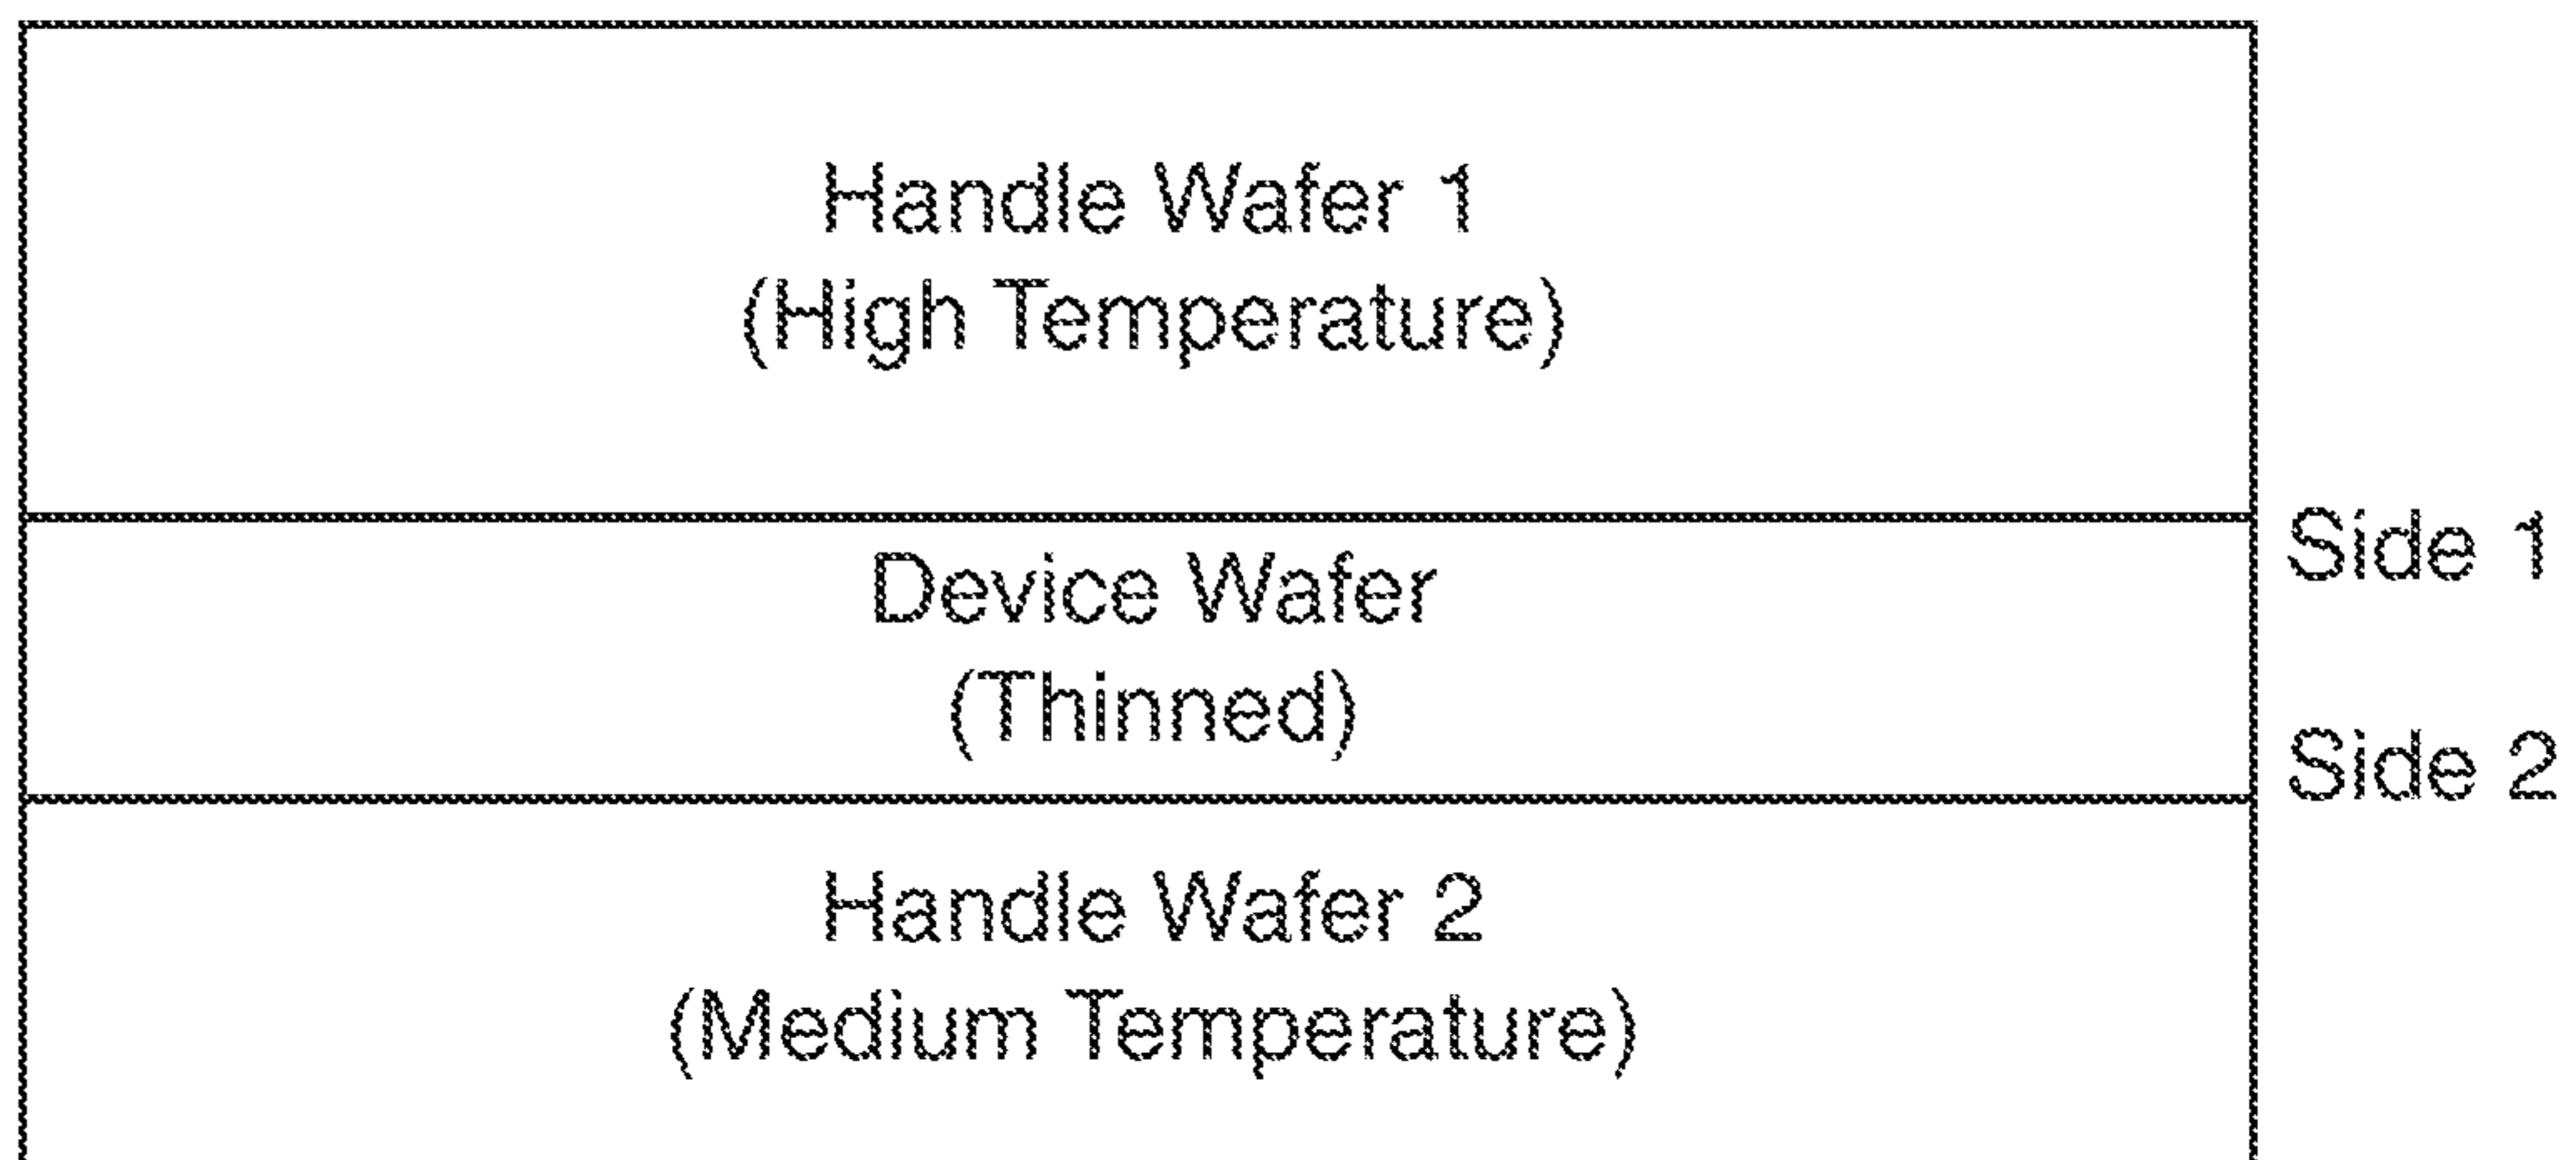 Handle Wafer 1
(High Temperature)
Side 1
Device Wafer
(Thinned)
Side 2
Handle Wafer 2
(Medium Temperature)